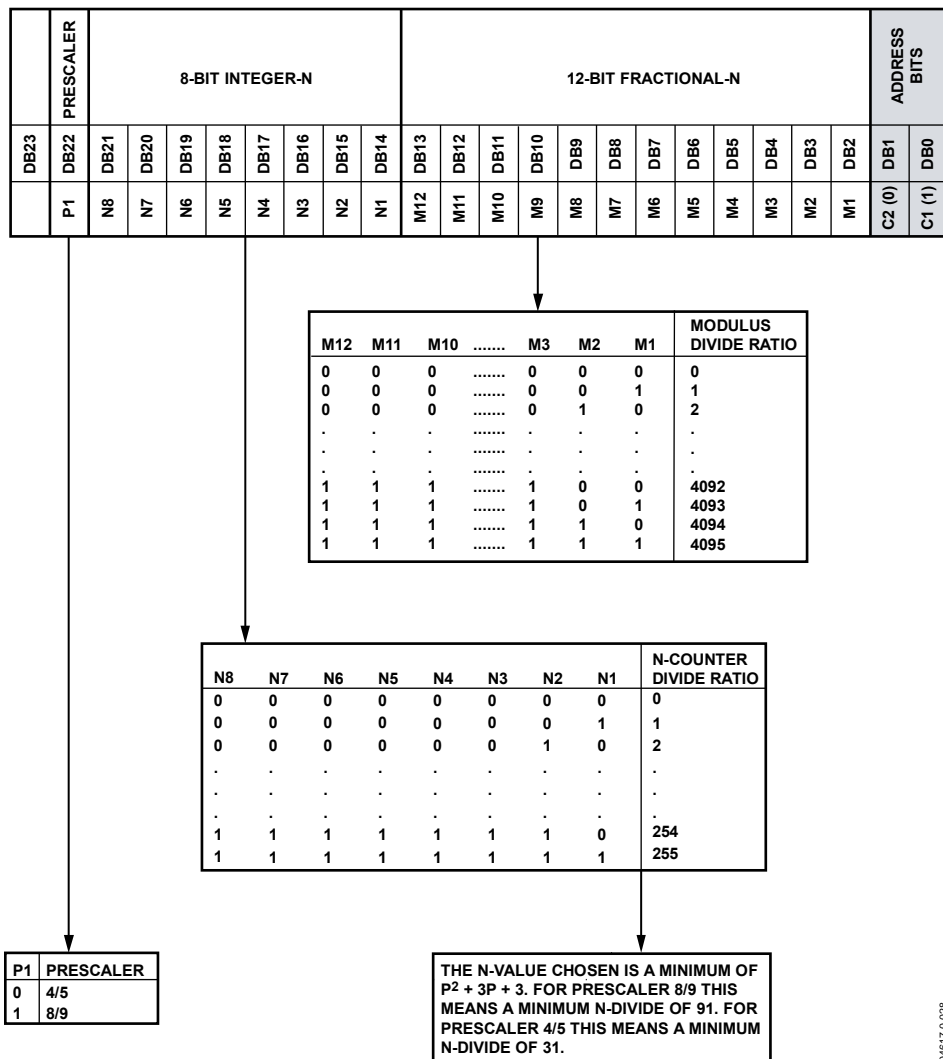 PRESCALER
8-BIT INTEGER-N
12-BIT FRACTIONAL-N
ADDRESS
BITS
DB23 DB22 DB21 DB20 DB19 DB18 DB17 DB16 DB15 DB14 DB13 DB12 DB11 DB10 DB9 DB8 DB7 DB6 DB5 DB4 DB3 DB2 DB1 DB0
P1 N8 N7 N6 N5 N4 N3 N2 N1 M12 M11 M10 M9 M8 M7 M6 M5 M4 M3 M2 M1 C2 (0) C1 (1)
MODULUS
M12 M11 M10 ....... M3 M2 M1 DIVIDE RATIO
0 0 0 ....... 0 0 0 0
0 0 0 ....... 0 0 1 1
0 0 0 ....... 0 1 0 2
. . . ....... . . . .
. . . ....... . . . .
. . . ....... . . . .
1 1 1 ....... 1 0 0 4092
1 1 1 ....... 1 0 1 4093
1 1 1 ....... 1 1 0 4094
1 1 1 ....... 1 1 1 4095
N-COUNTER
N8 N7 N6 N5 N4 N3 N2 N1 DIVIDE RATIO
0 0 0 0 0 0 0 0 0
0 0 0 0 0 0 0 1 1
0 0 0 0 0 0 1 0 2
. . . . . . . . .
. . . . . . . . .
. . . . . . . . .
1 1 1 1 1 1 1 0 254
1 1 1 1 1 1 1 1 255
P1 PRESCALER
0 4/5
1 8/9
THE N-VALUE CHOSEN IS A MINIMUM OF
P² + 3P + 3. FOR PRESCALER 8/9 THIS
MEANS A MINIMUM N-DIVIDE OF 91. FOR
PRESCALER 4/5 THIS MEANS A MINIMUM
N-DIVIDE OF 31.